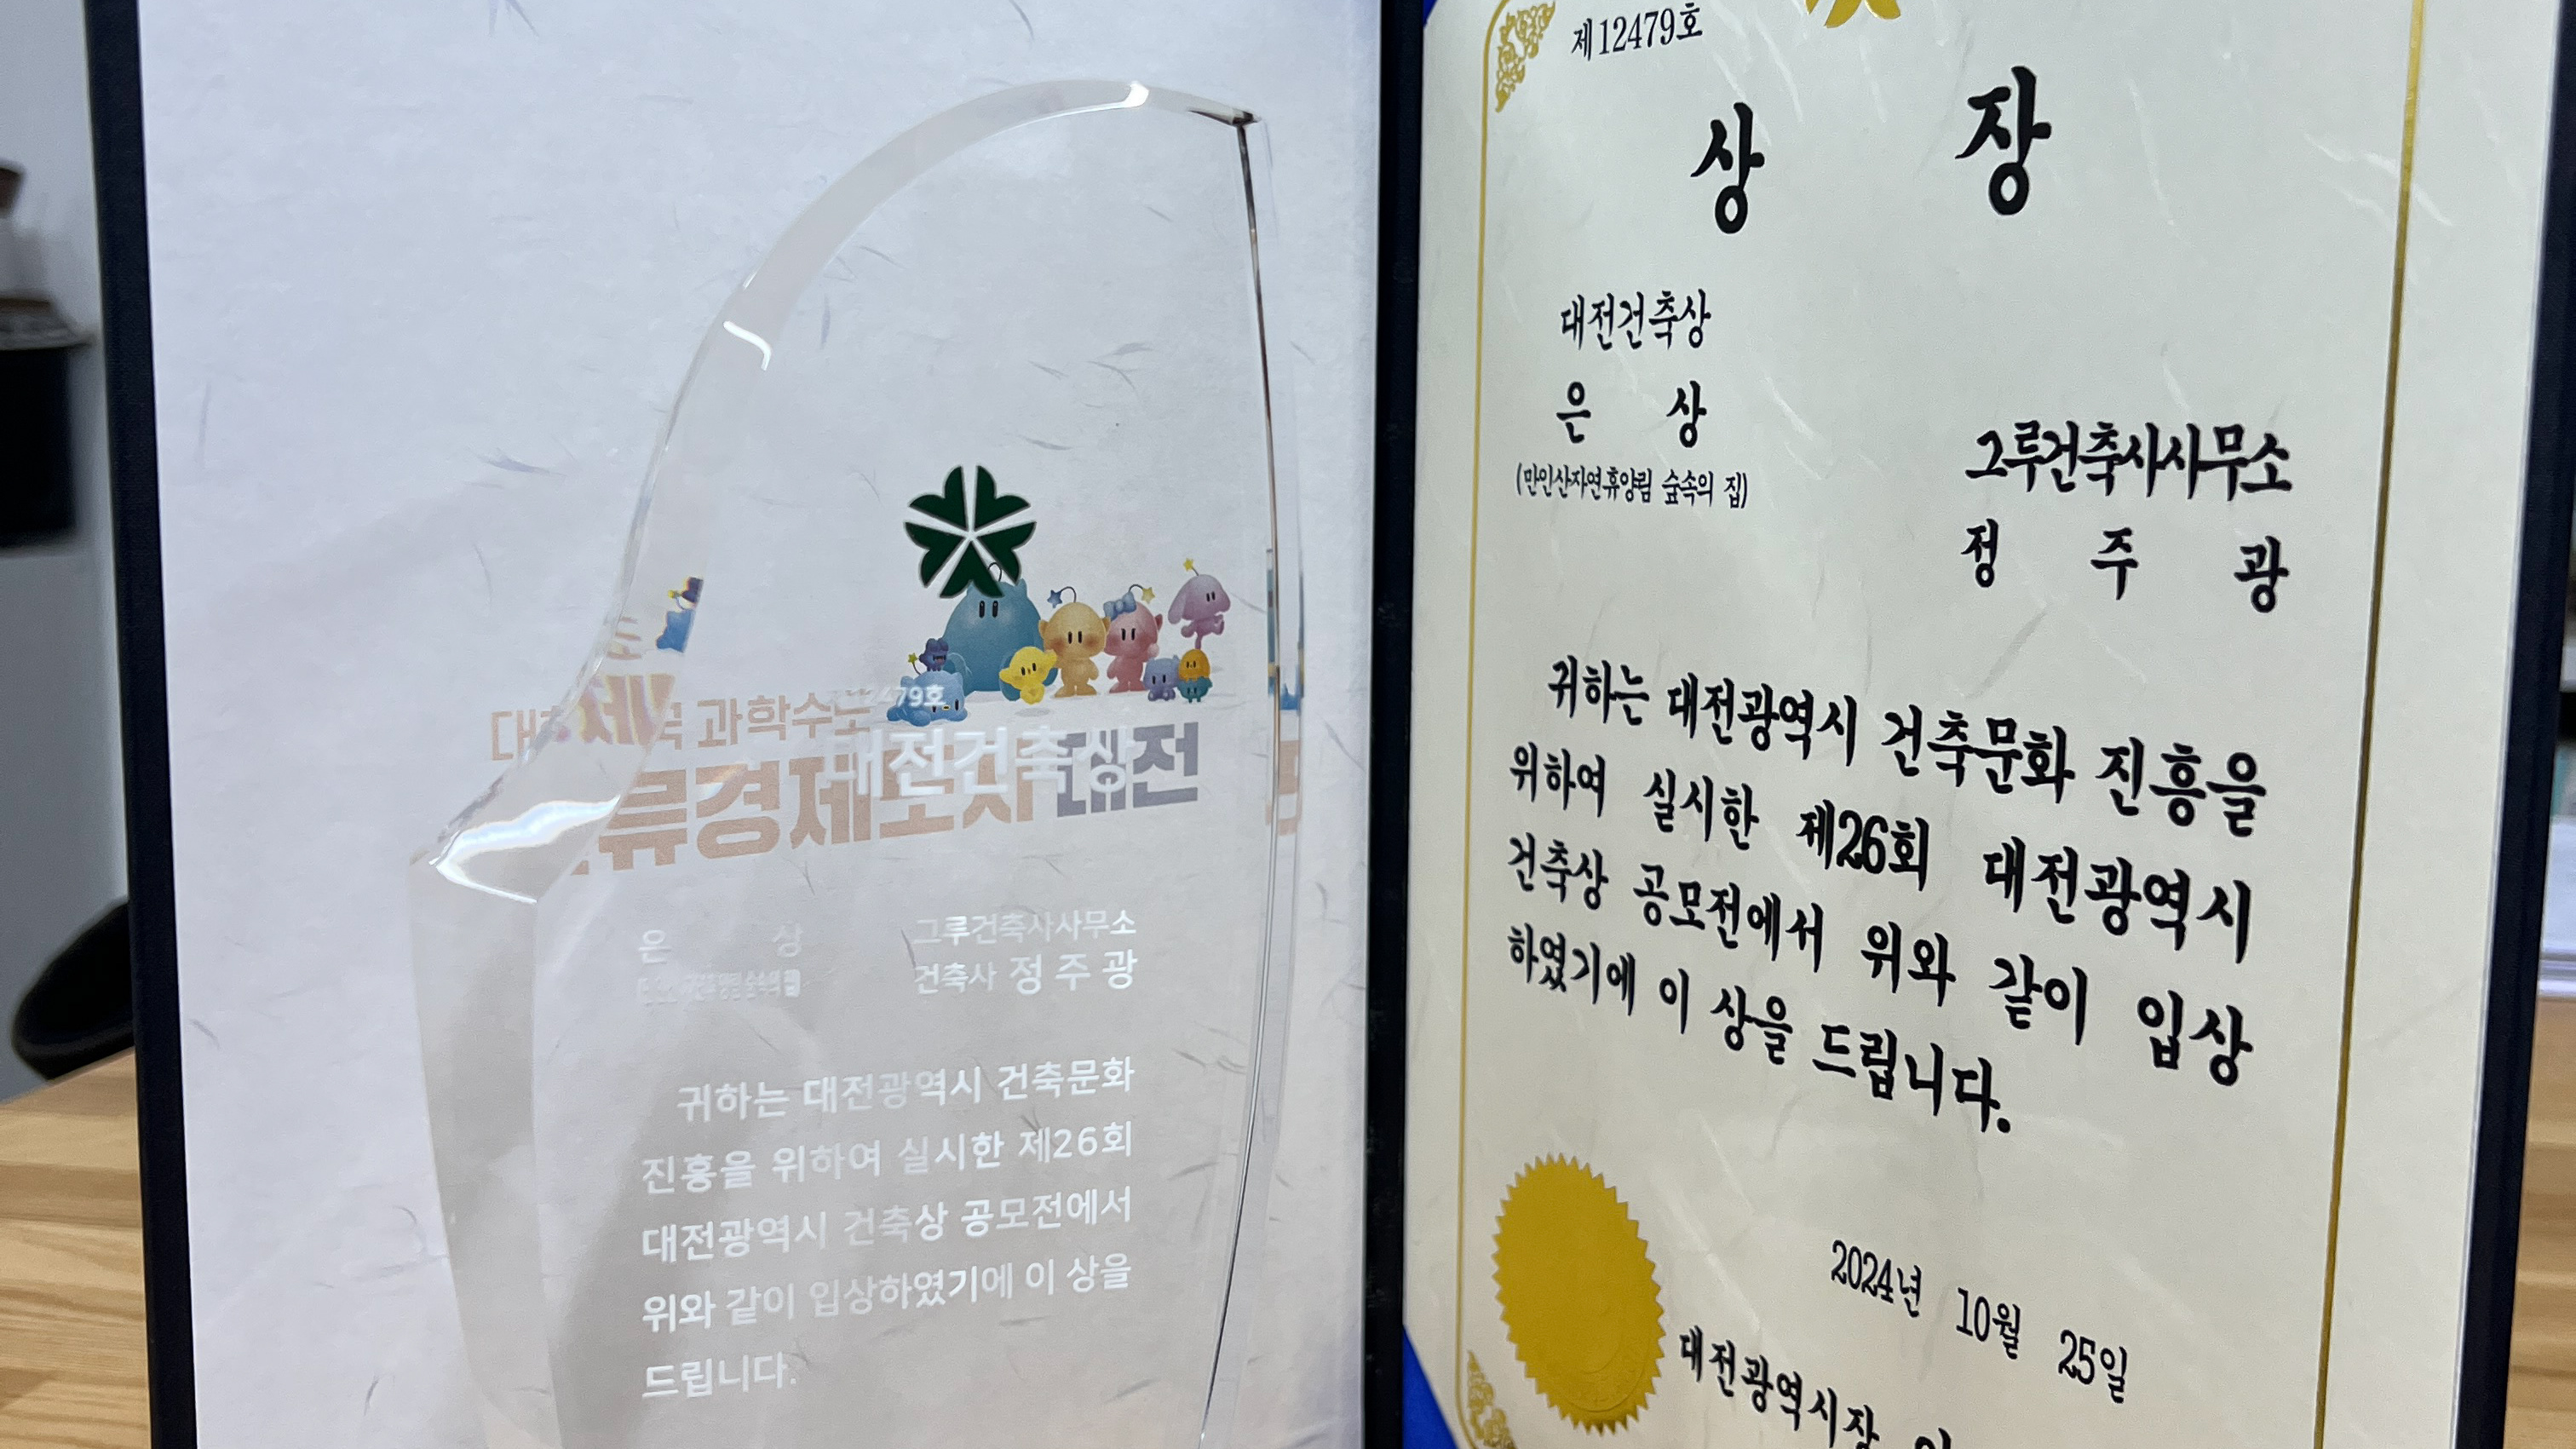 과학수도
경제도시 대전
대전건축상
은 상
그루건축사사무소
건축사 정 주 광
귀하는 대전광역시 건축문화
진흥을 위하여 실시한 제26회
대전광역시 건축상 공모전에서
위와 같이 입상하였기에 이 상을
드립니다.
제12479호
상 장
대전건축상
은 상
(만인산자연휴양림 숲속의 집)
그루건축사사무소
정 주 광
귀하는 대전광역시 건축문화 진흥을
위하여 실시한 제26회 대전광역시
건축상 공모전에서 위와 같이 입상
하였기에 이 상을 드립니다.
2024년 10월 25일
대전광역시장